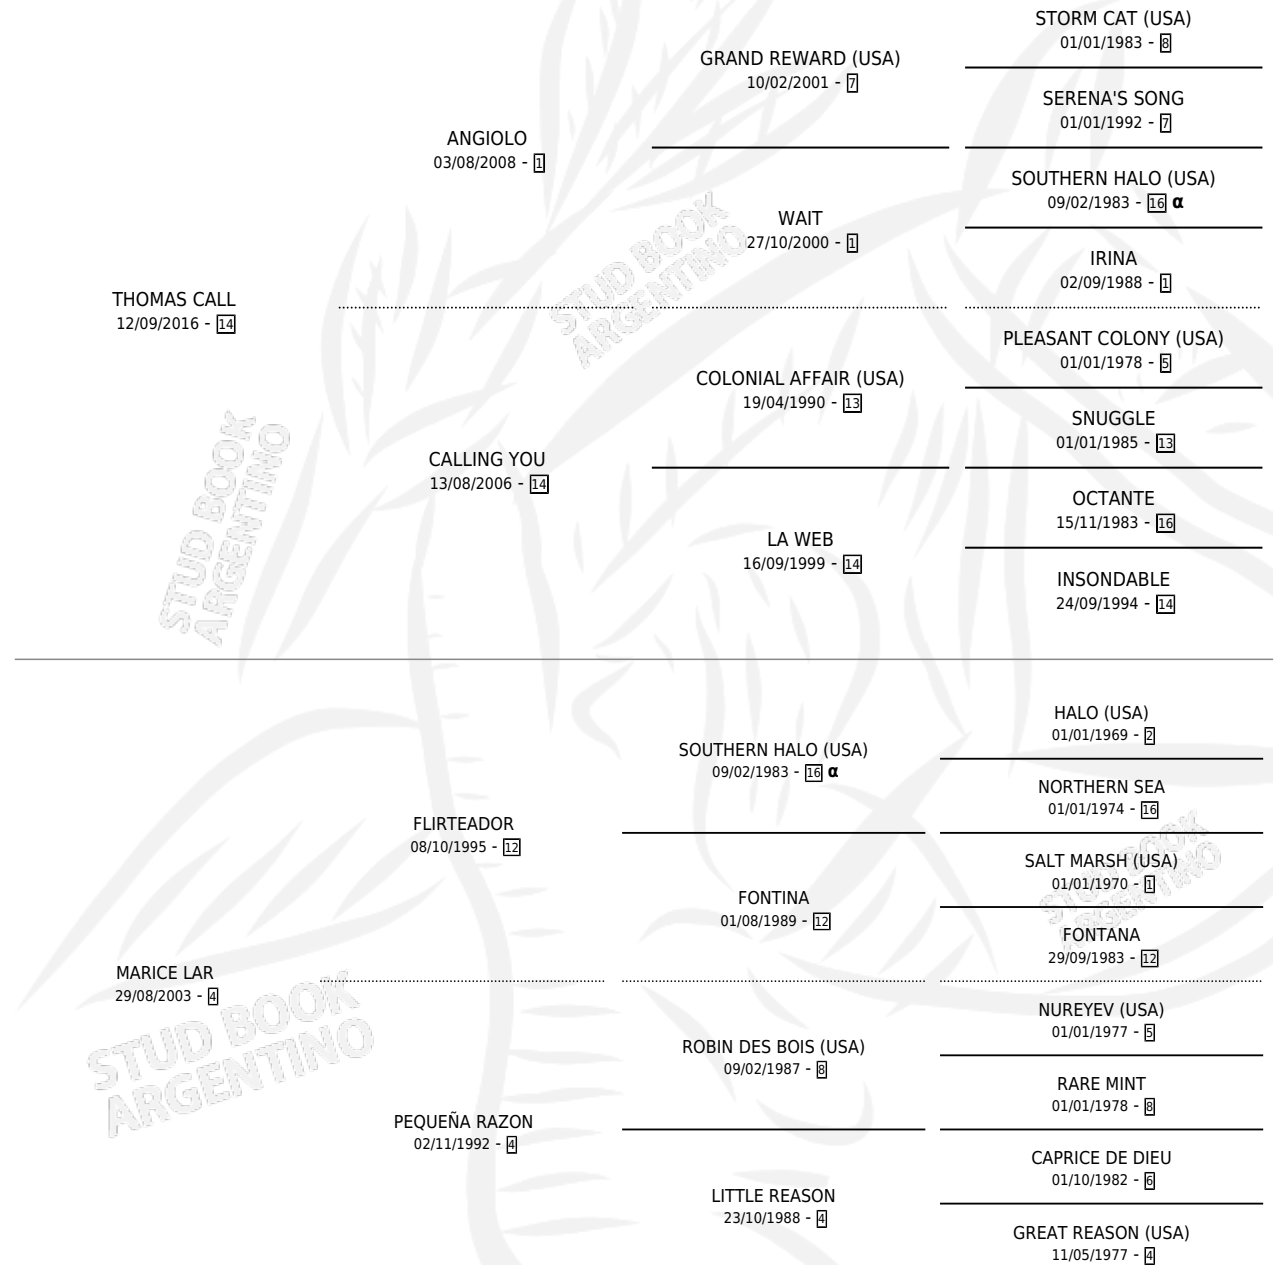 STORM CAT (USA)
01/01/1983 - 8
GRAND REWARD (USA)
10/02/2001 - 7
SERENA'S SONG
01/01/1992 - 7
ANGIOLO
03/08/2008 - 1
SOUTHERN HALO (USA)
09/02/1983 - 16 α
WAIT
27/10/2000 - 1
IRINA
02/09/1988 - 1
THOMAS CALL
12/09/2016 - 14
PLEASANT COLONY (USA)
01/01/1978 - 5
COLONIAL AFFAIR (USA)
19/04/1990 - 13
SNUGGLE
01/01/1985 - 13
CALLING YOU
13/08/2006 - 14
OCTANTE
15/11/1983 - 16
LA WEB
16/09/1999 - 14
INSONDABLE
24/09/1994 - 14
HALO (USA)
01/01/1969 - 2
SOUTHERN HALO (USA)
09/02/1983 - 16 α
NORTHERN SEA
01/01/1974 - 16
FLIRTEADOR
08/10/1995 - 12
SALT MARSH (USA)
01/01/1970 - 1
FONTINA
01/08/1989 - 12
FONTANA
29/09/1983 - 12
MARICE LAR
29/08/2003 - 4
NUREYEV (USA)
01/01/1977 - 5
ROBIN DES BOIS (USA)
09/02/1987 - 8
RARE MINT
01/01/1978 - 8
PEQUEÑA RAZON
02/11/1992 - 4
CAPRICE DE DIEU
01/10/1982 - 6
LITTLE REASON
23/10/1988 - 4
GREAT REASON (USA)
11/05/1977 - 4
STUD BOOK
ARGENTINO
STUD BOOK
ARGENTINO
STUD BOOK
ARGENTINO
STUD BOOK
ARGENTINO